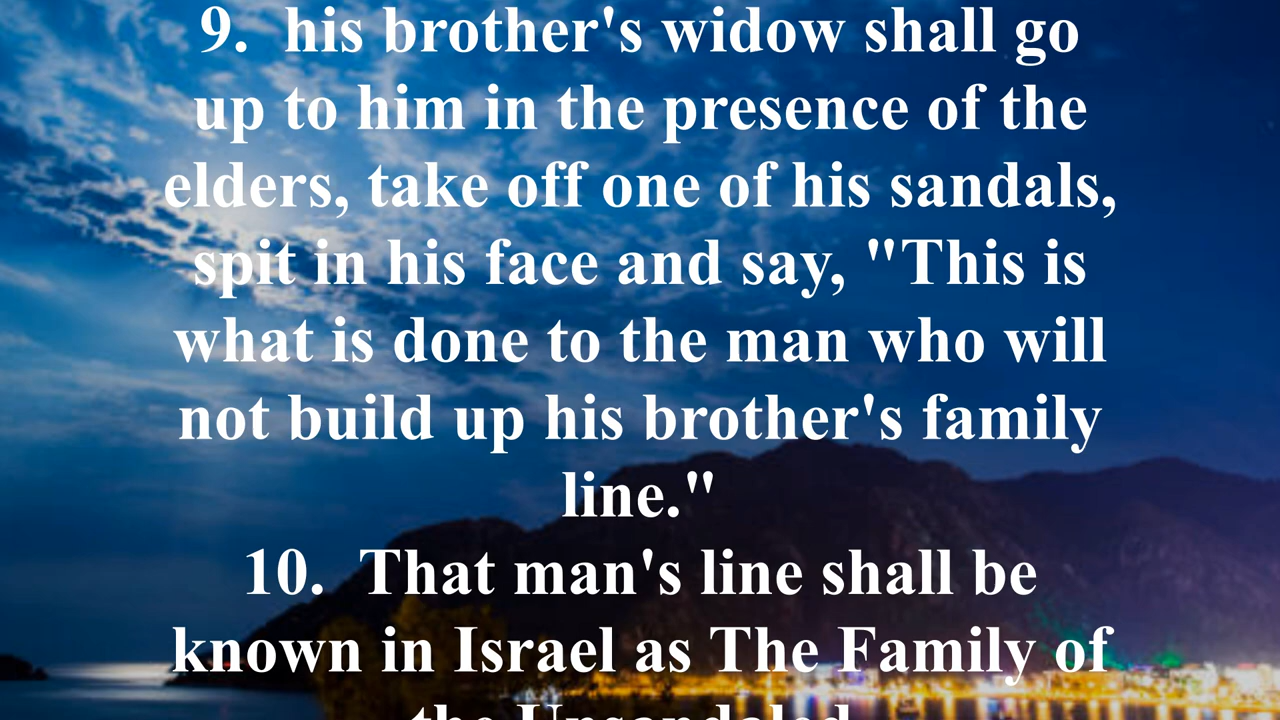 9. his brother's widow shall go
up to him in the presence of the
elders, take off one of his sandals,
spit in his face and say, "This is
what is done to the man who will
not build up his brother's family
line."
10. That man's line shall be
known in Israel as The Family of
the Unsandaled.